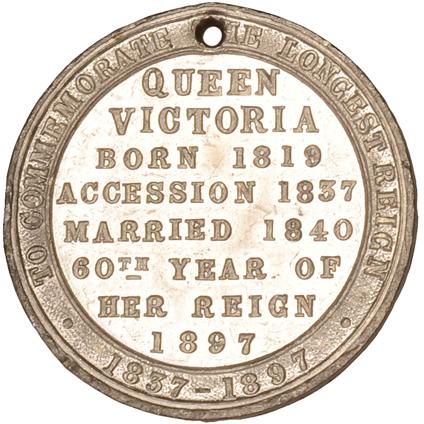 TO COMMEMORATE HE LONGEST REIGN
QUEEN
VICTORIA
BORN 1819
ACCESSION 1837
MARRIED 1840
60TH YEAR OF
HER REIGN
1897
1837-1897